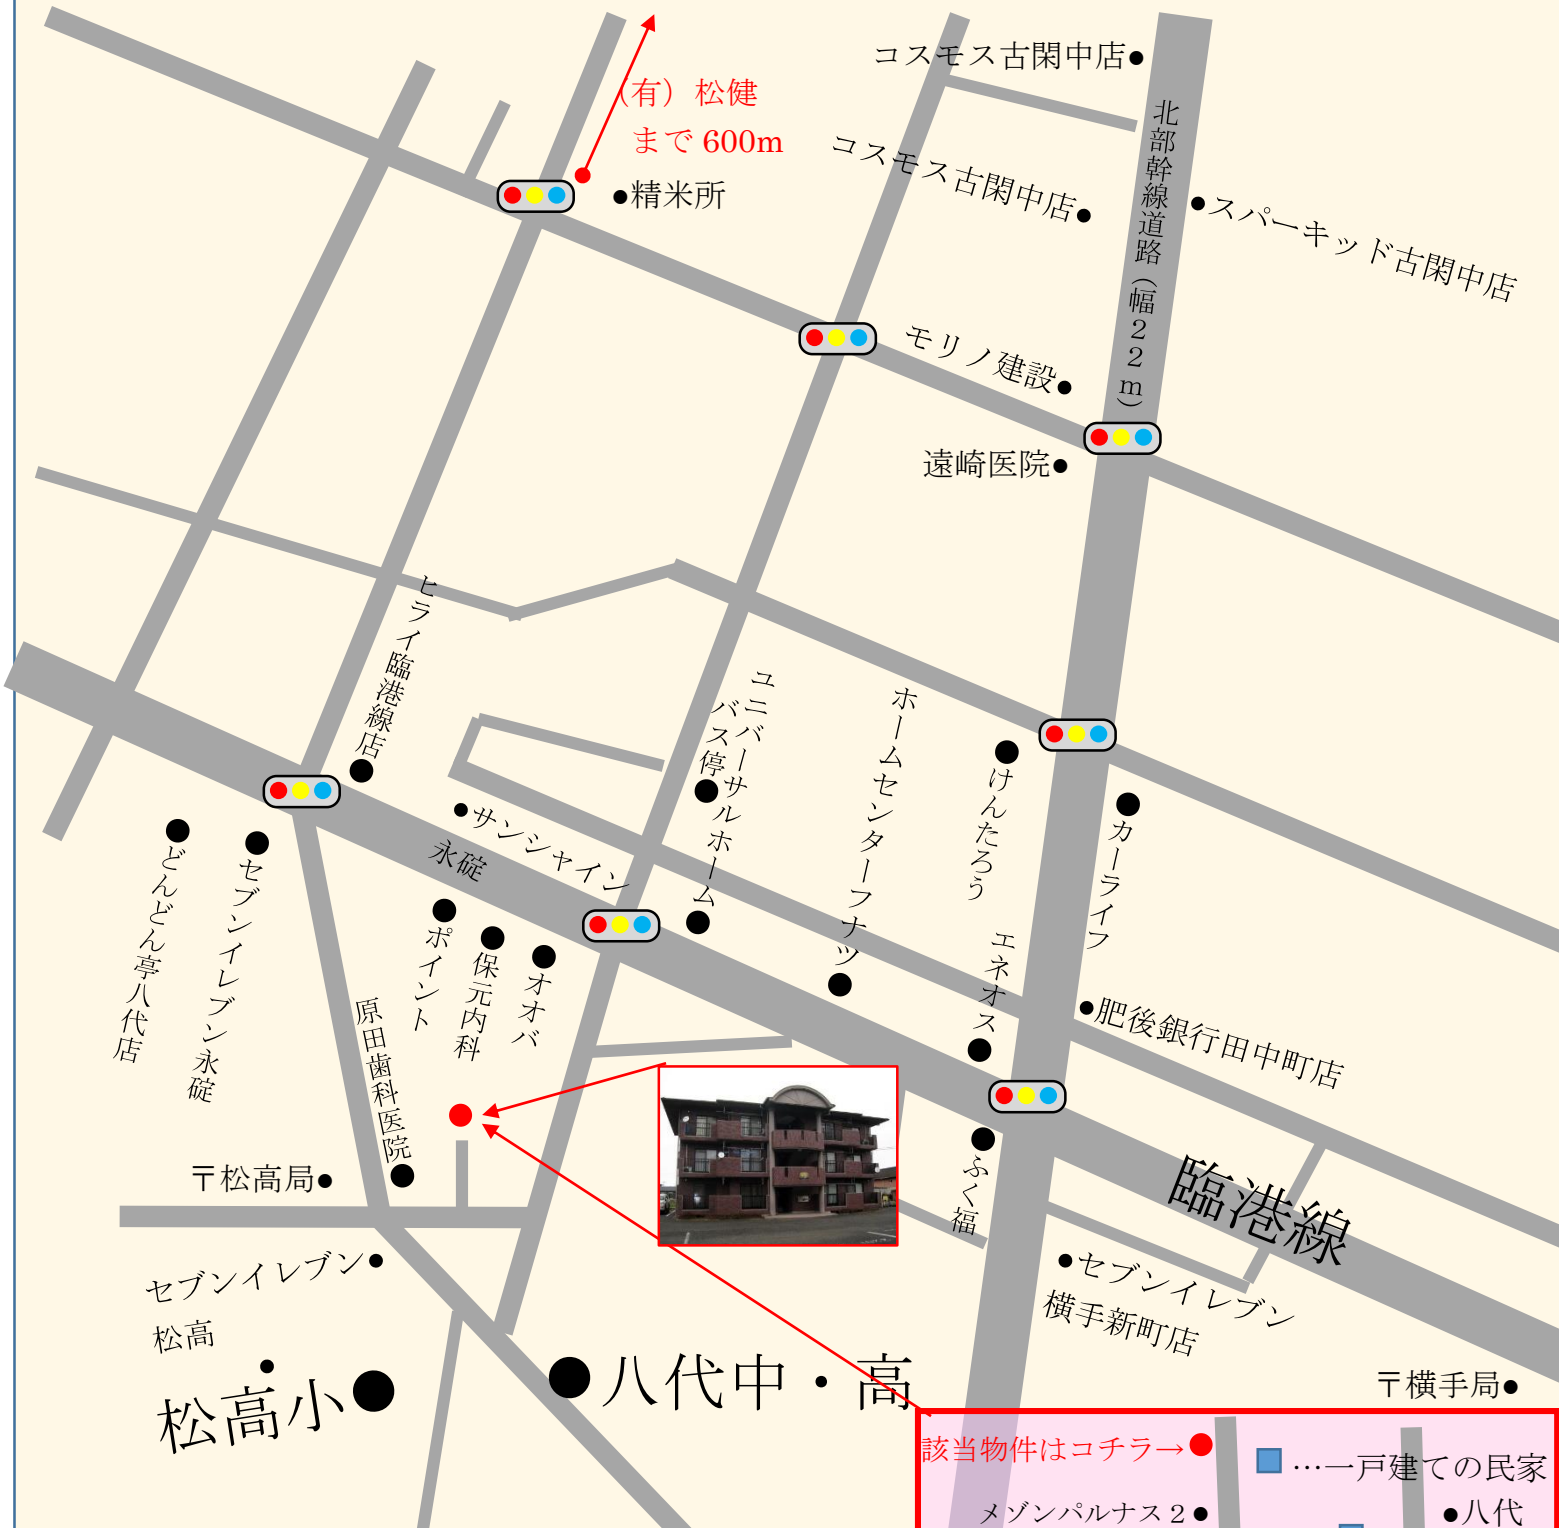 コスモス古閑中店
（有）松健
まで 600m
精米所
コスモス古閑中店
北部幹線道路（幅２２ｍ）
スパーキッド古閑中店
モリノ建設
遠崎医院
ヒライ臨港線店
ユニバーサルホーム
バス停
ホームセンターフナツ
けんたろう
カーライフ
サンシャイン
永碇
どんどん亭八代店
セブンイレブン永碇
ポイント
保元内科
オオバ
エネオス
肥後銀行田中町店
原田歯科医院
〒松高局
ふく福
臨港線
セブンイレブン
松高
セブンイレブン
横手新町店
松高小
八代中・高
〒横手局
該当物件はコチラ→
…一戸建ての民家
メゾンパルナス２
八代